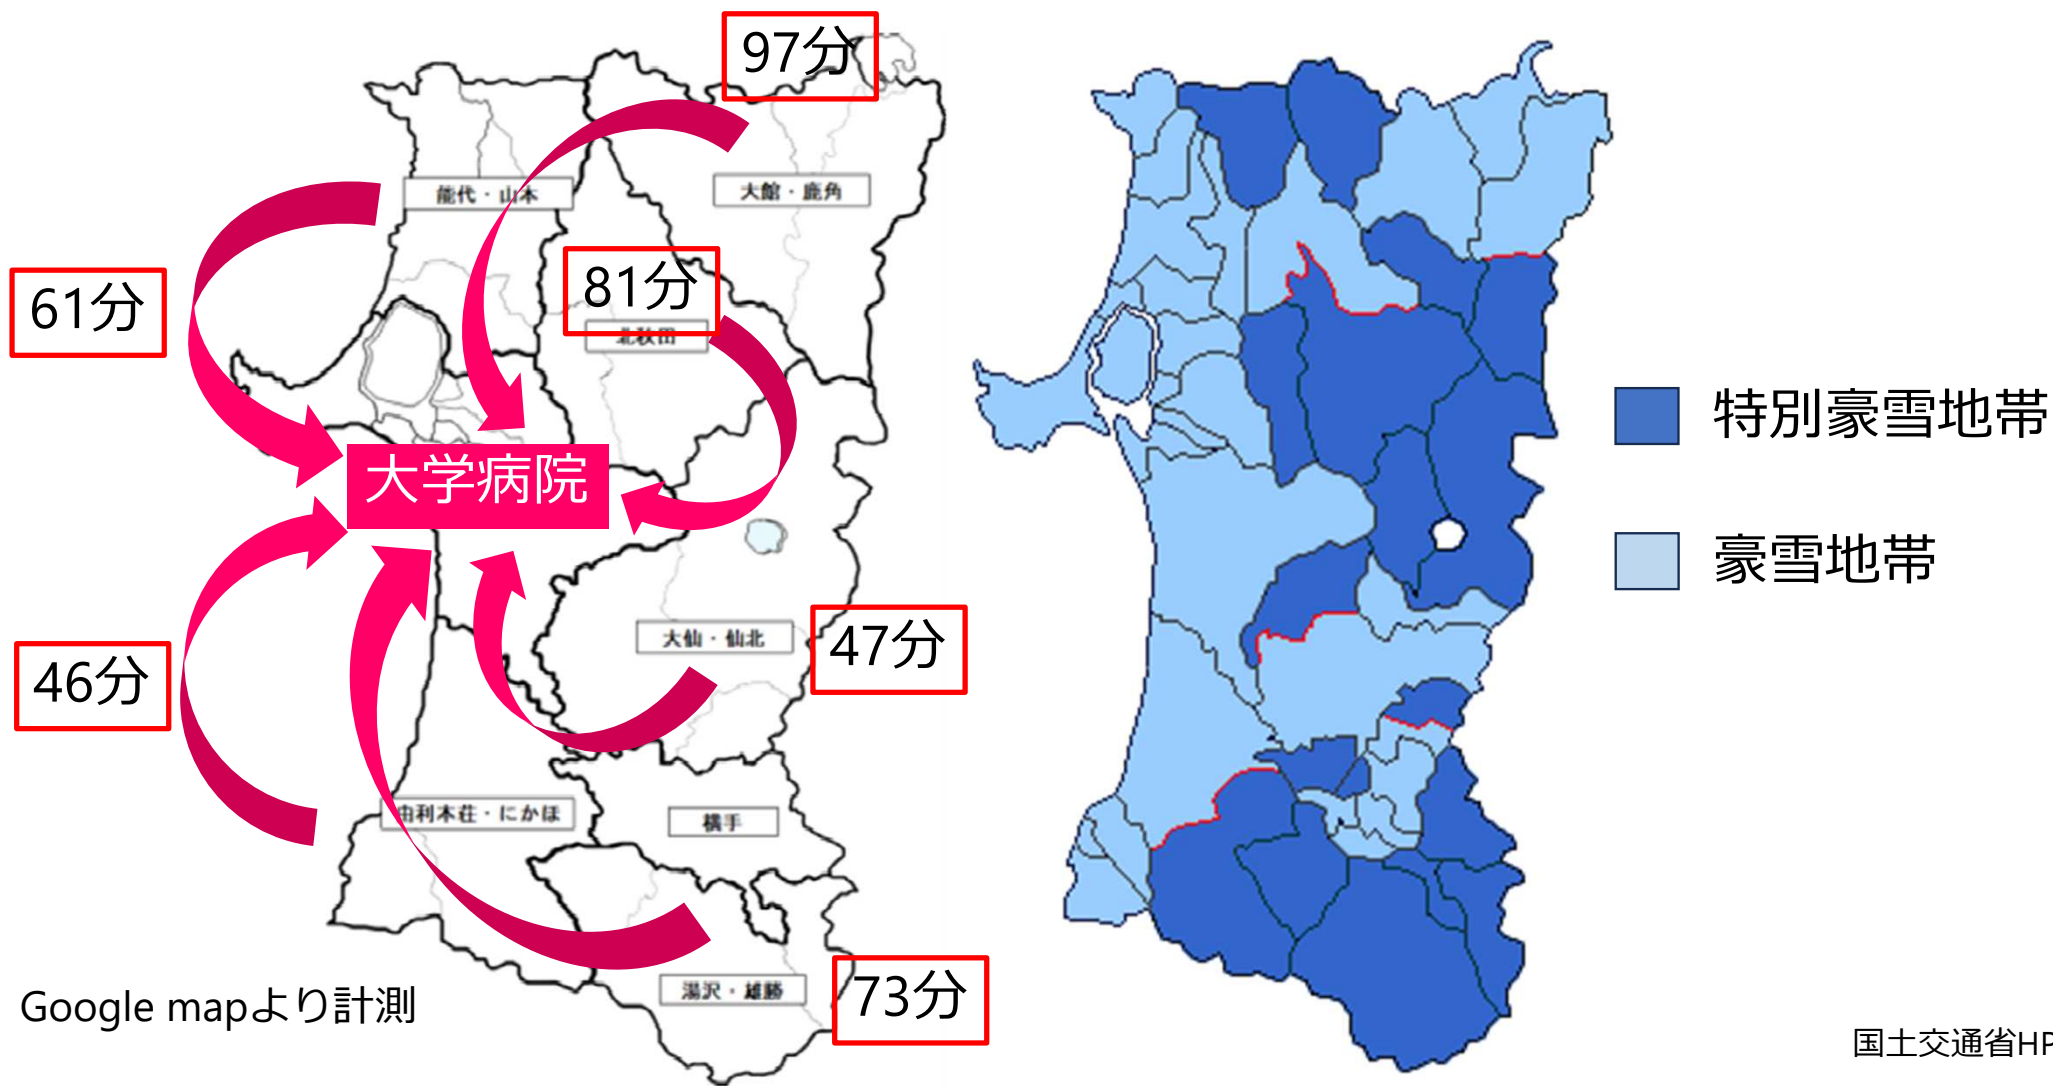 97分
能代・山本
大館・鹿角
61分
81分
北秋田
大学病院
大仙・仙北
47分
46分
由利本荘・にかほ
横手
湯沢・雄勝
73分
Google mapより計測
特別豪雪地帯
豪雪地帯
国土交通省HP